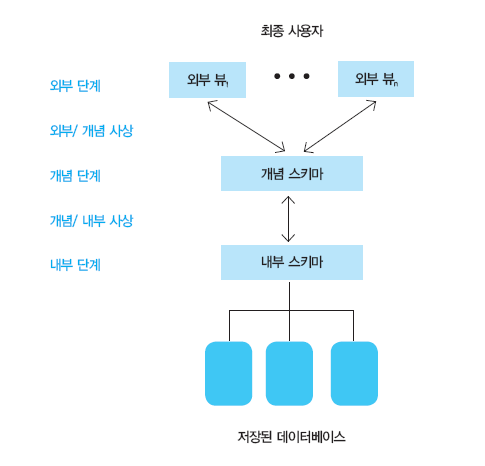 최종 사용자
외부 뷰1 • • • 외부 뷰n
외부 단계
외부/ 개념 사상
개념 단계 개념 스키마
개념/ 내부 사상
내부 단계 내부 스키마
저장된 데이터베이스